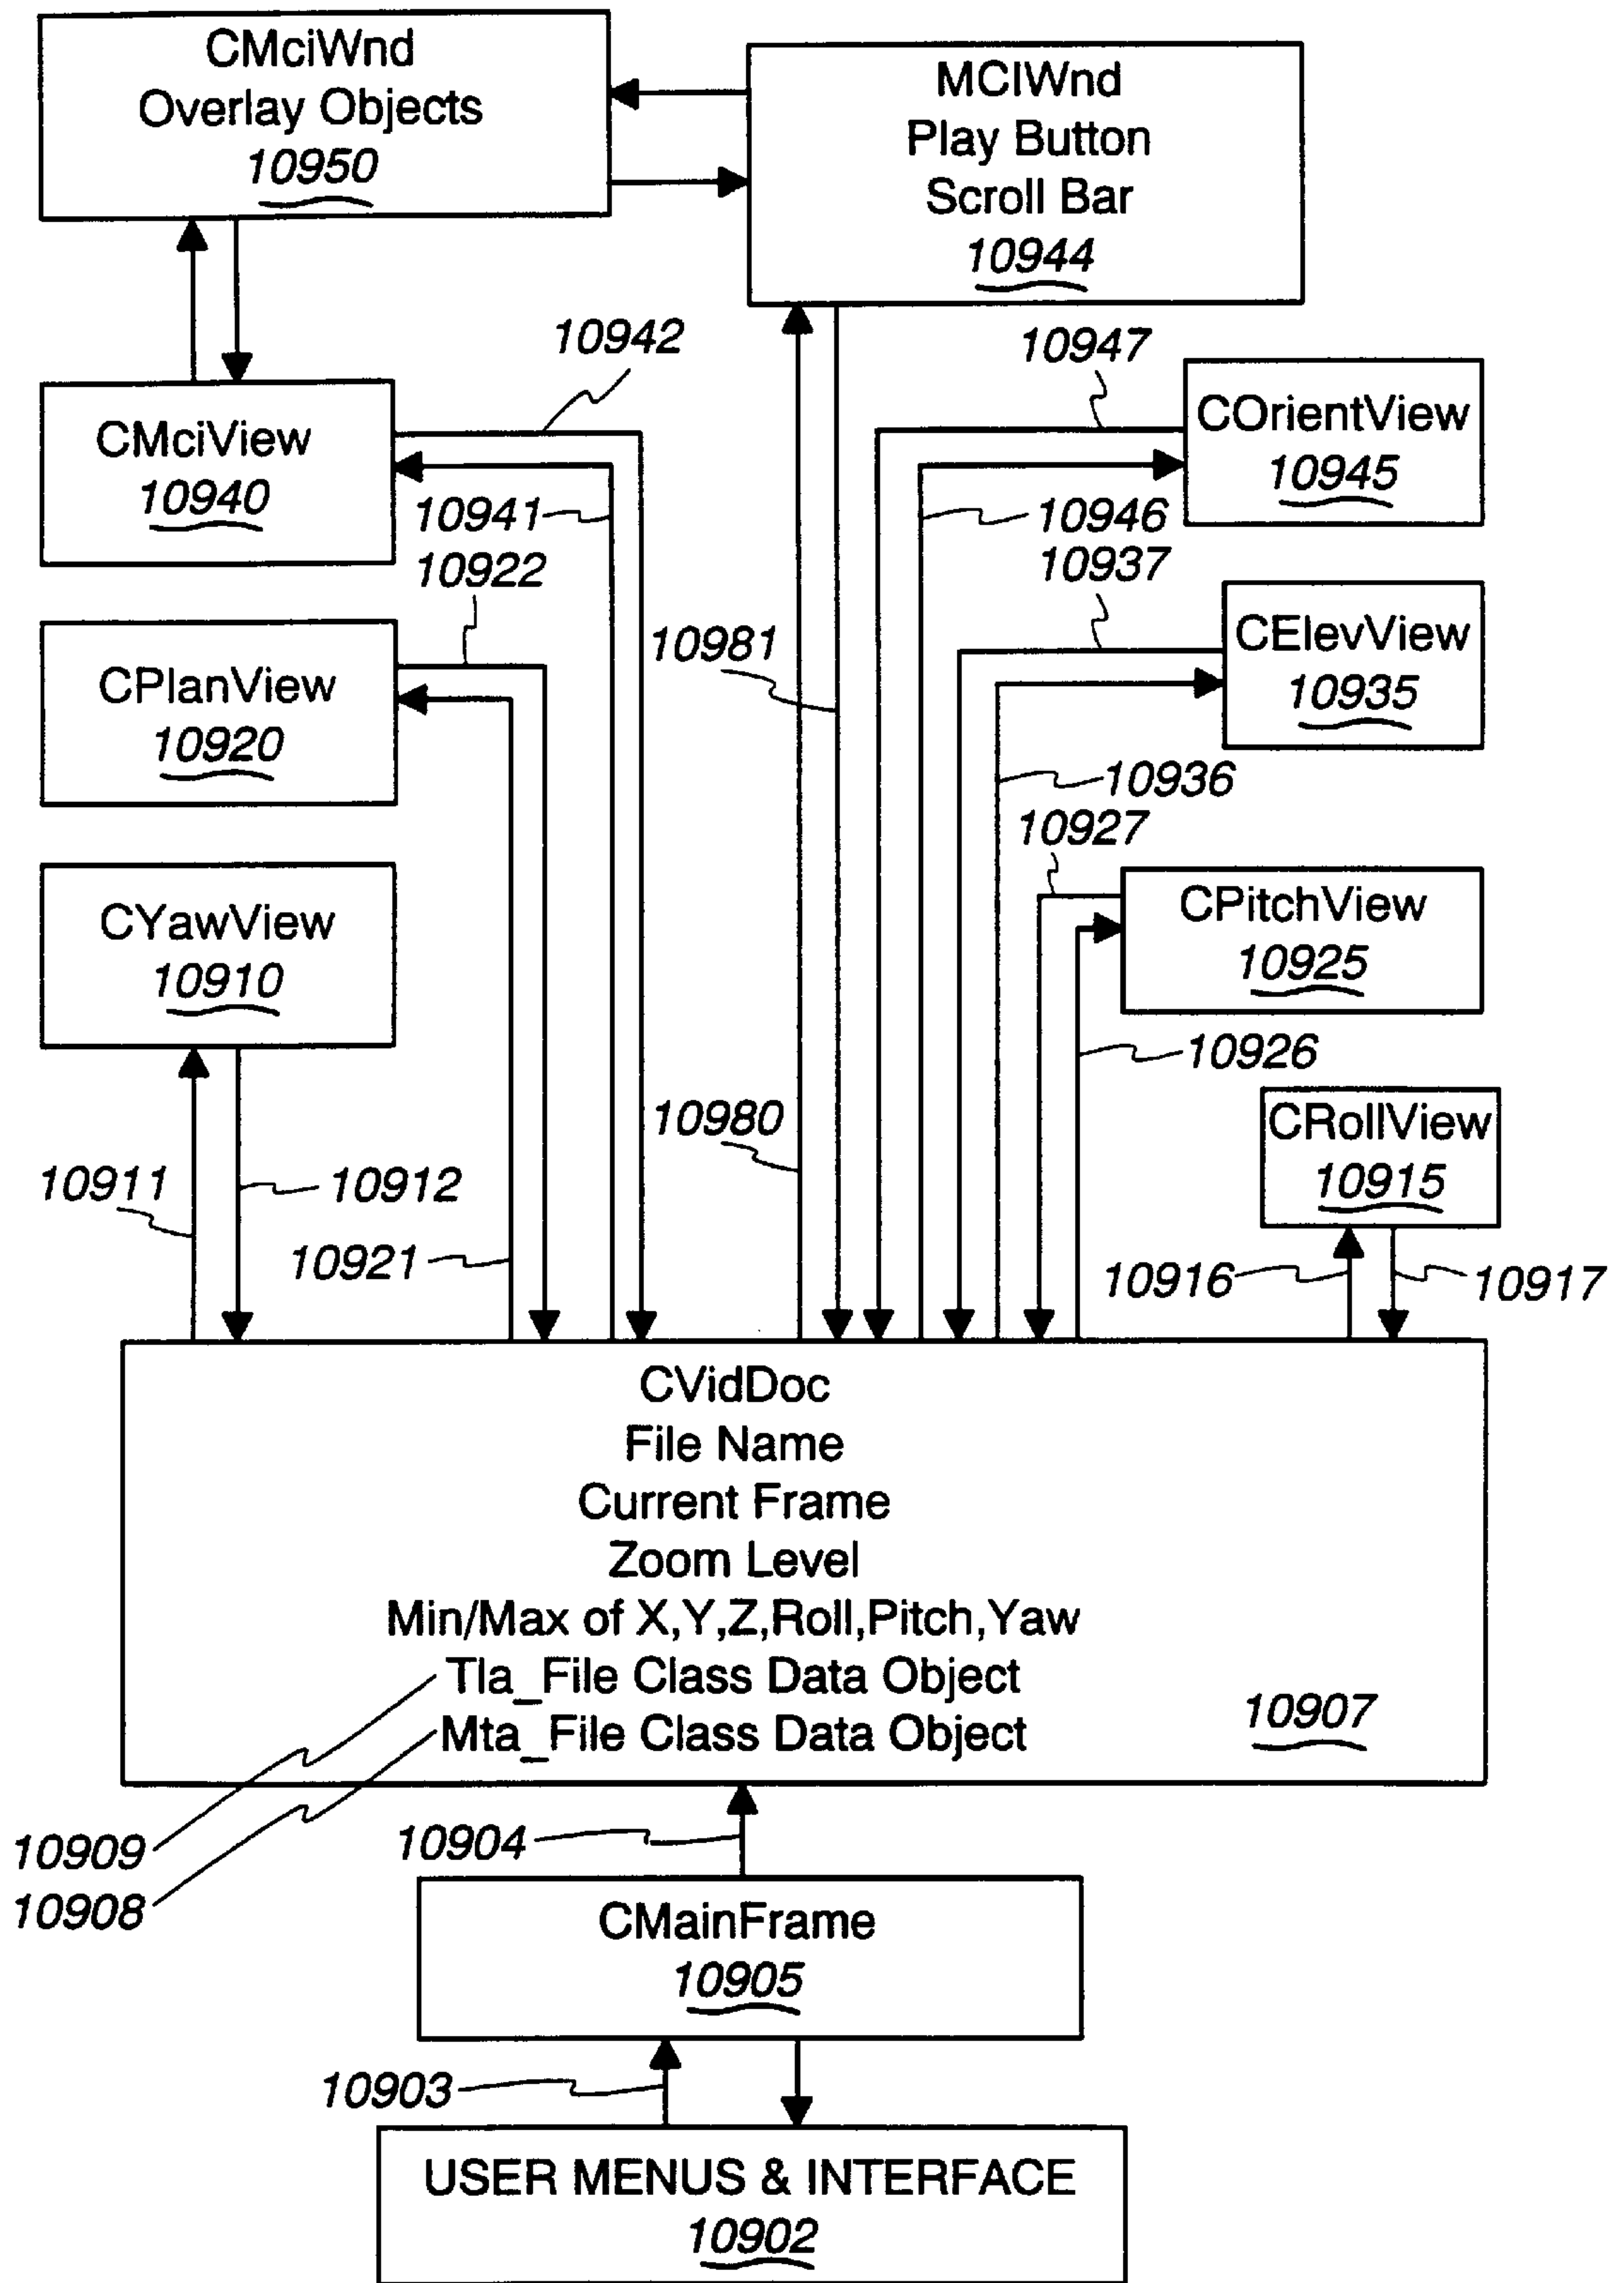 CMciWnd
Overlay Objects
10950
MCIWnd
Play Button
Scroll Bar
10944
10942
10947
CMciView
10940
COrientView
10945
10941
10946
10922
10937
CPlanView
10920
10981
CElevView
10935
10936
10927
CYawView
10910
CPitchView
10925
10926
10980
CRollView
10915
10911
10912
10921
10916
10917
CVidDoc
File Name
Current Frame
Zoom Level
Min/Max of X,Y,Z,Roll,Pitch,Yaw
Tla_File Class Data Object
Mta_File Class Data Object
10907
10909
10908
10904
CMainFrame
10905
10903
USER MENUS & INTERFACE
10902